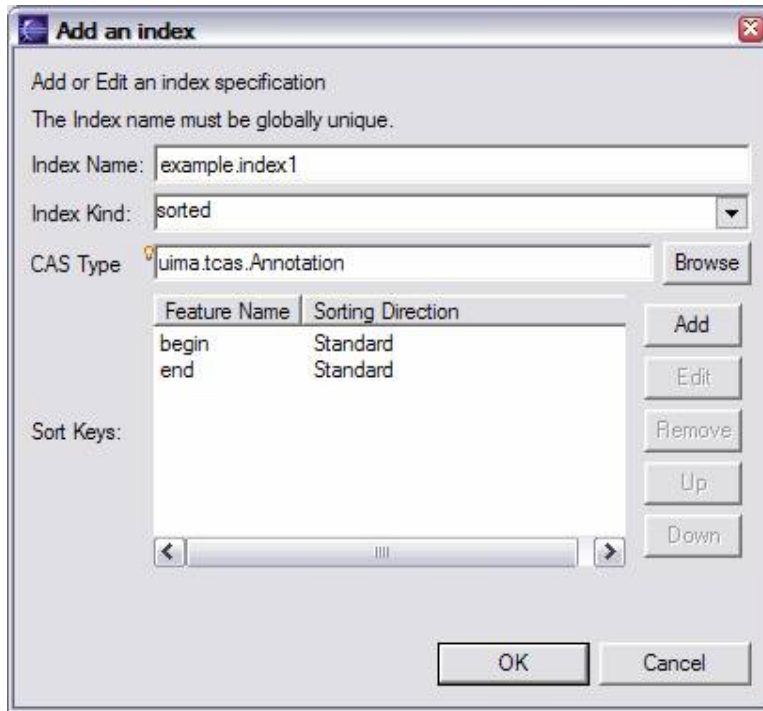 Add an index
Add or Edit an index specification
The Index name must be globally unique.
Index Name: example.index1
Index Kind: sorted
CAS Type uima.tcas.Annotation Browse
Feature Name Sorting Direction
begin Standard
end Standard
Sort Keys:
Add
Edit
Remove
Up
Down
OK Cancel